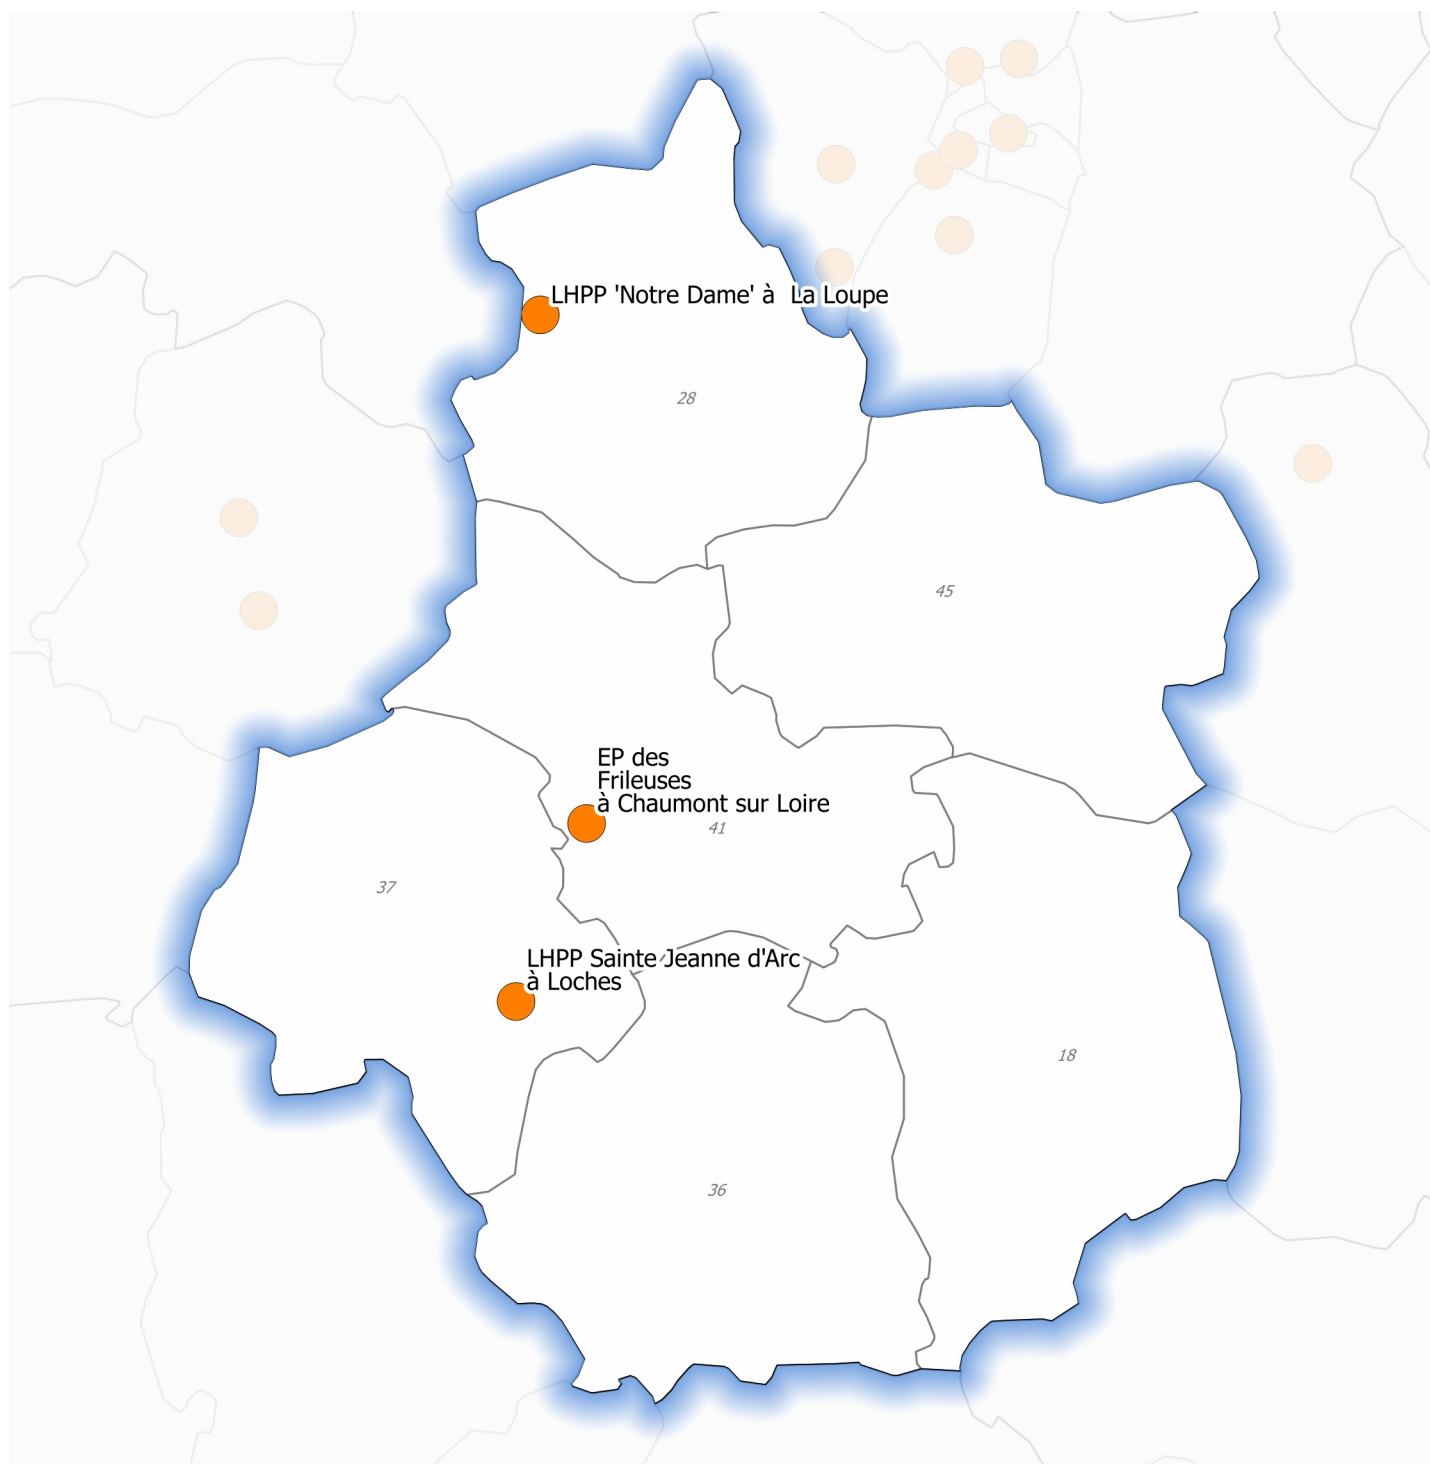 LHPP 'Notre Dame' à  La Loupe
28
45
EP des
Frileuses
à Chaumont sur Loire
41
37
LHPP Sainte Jeanne d'Arc
à Loches
18
36